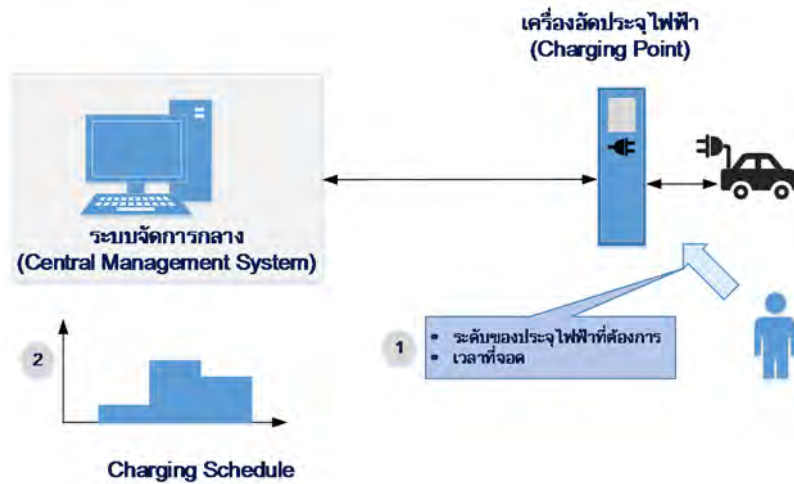 เครื่องอัดประจุไฟฟ้า
(Charging Point)
ระบบจัดการกลาง
(Central Management System)
1
• ระดับของประจุไฟฟ้าที่ต้องการ
• เวลาที่จอด
2
Charging Schedule